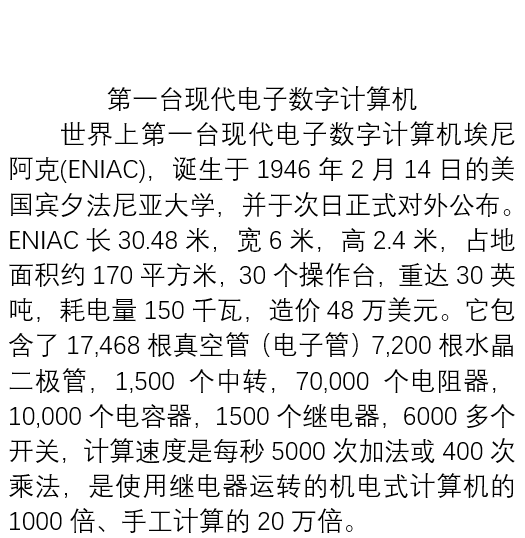 第一台现代电子数字计算机
世界上第一台现代电子数字计算机埃尼
阿克(ENIAC)，诞生于 1946 年 2 月 14 日的美
国宾夕法尼亚大学，并于次日正式对外公布。
ENIAC 长 30.48 米，宽 6 米，高 2.4 米，占地
面积约 170 平方米，30 个操作台，重达 30 英
吨，耗电量 150 千瓦，造价 48 万美元。它包
含了 17,468 根真空管（电子管）7,200 根水晶
二极管，1,500 个中转，70,000 个电阻器，
10,000 个电容器，1500 个继电器，6000 多个
开关，计算速度是每秒 5000 次加法或 400 次
乘法，是使用继电器运转的机电式计算机的
1000 倍、手工计算的 20 万倍。